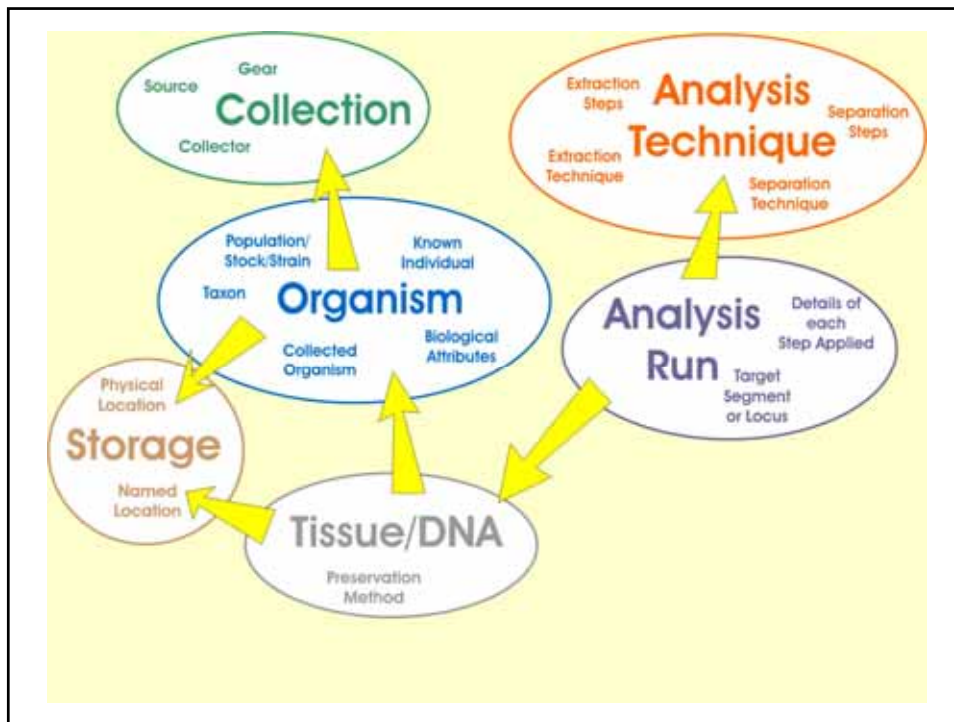 Gear
Source
Collection
Collector
Extraction
Steps
Analysis
Technique
Separation
Steps
Extraction
Technique
Separation
Technique
Population/
Stock/Strain
Known
Individual
Taxon
Organism
Collected
Organism
Biological
Attributes
Analysis
Run
Details of
each
Step Applied
Target
Segment
or Locus
Physical
Location
Storage
Named
Location
Tissue/DNA
Preservation
Method